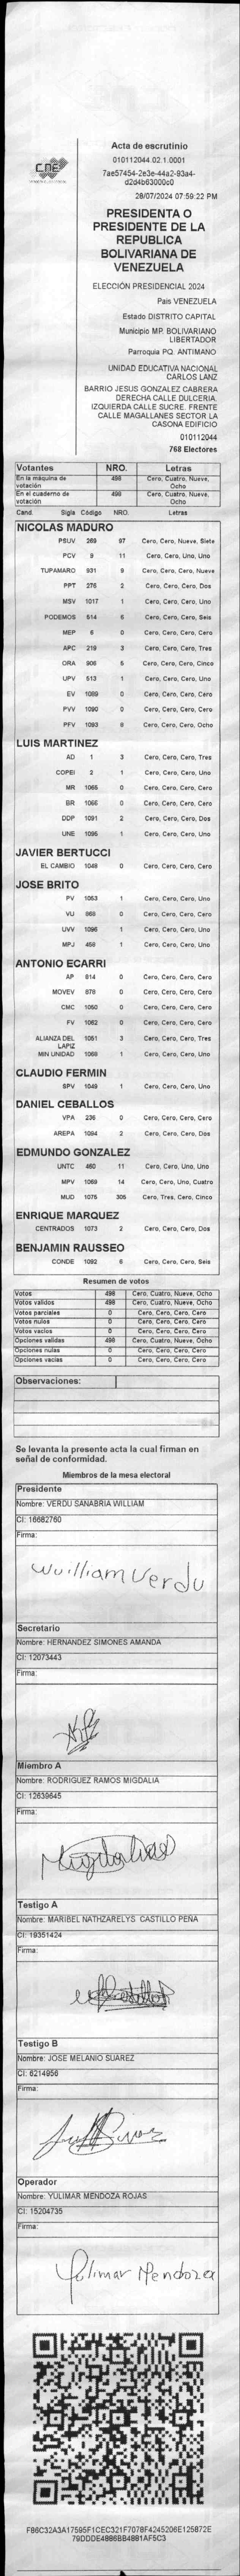 CNE
Acta de escrutinio
010112044.02.1.0001
7ae57454-2e3e-44a2-93a4-
d2d4b63000c0
28/07/2024 07:59:22 PM
PRESIDENTA O
PRESIDENTE DE LA
REPUBLICA
BOLIVARIANA DE
VENEZUELA
ELECCIÓN PRESIDENCIAL 2024
Pais VENEZUELA
Estado DISTRITO CAPITAL
Municipio MP. BOLIVARIANO
LIBERTADOR
Parroquia PQ. ANTIMANO
UNIDAD EDUCATIVA NACIONAL
CARLOS LANZ
BARRIO JESUS GONZALEZ CABRERA
DERECHA CALLE DULCERIA.
IZQUIERDA CALLE SUCRE. FRENTE
CALLE MAGALLANES SECTOR LA
CASONA EDIFICIO
010112044
768 Electores
Votantes NRO. Letras
En la máquina de votación 498 Cero, Cuatro, Nueve, Ocho
En el cuaderno de votación 498 Cero, Cuatro, Nueve, Ocho
Cand. Sigla Código NRO. Letras
NICOLAS MADURO
PSUV 269 97 Cero, Cero, Nueve, Siete
PCV 9 11 Cero, Cero, Uno, Uno
TUPAMARO 931 9 Cero, Cero, Cero, Nueve
PPT 276 2 Cero, Cero, Cero, Dos
MSV 1017 1 Cero, Cero, Cero, Uno
PODEMOS 514 6 Cero, Cero, Cero, Seis
MEP 6 0 Cero, Cero, Cero, Cero
APC 219 3 Cero, Cero, Cero, Tres
ORA 906 5 Cero, Cero, Cero, Cinco
UPV 513 1 Cero, Cero, Cero, Uno
EV 1089 0 Cero, Cero, Cero, Cero
PVV 1090 0 Cero, Cero, Cero, Cero
PFV 1093 8 Cero, Cero, Cero, Ocho
LUIS MARTINEZ
AD 1 3 Cero, Cero, Cero, Tres
COPEI 2 1 Cero, Cero, Cero, Uno
MR 1065 0 Cero, Cero, Cero, Cero
BR 1066 0 Cero, Cero, Cero, Cero
DDP 1091 2 Cero, Cero, Cero, Dos
UNE 1095 1 Cero, Cero, Cero, Uno
JAVIER BERTUCCI
EL CAMBIO 1048 0 Cero, Cero, Cero, Cero
JOSE BRITO
PV 1053 1 Cero, Cero, Cero, Uno
VU 968 0 Cero, Cero, Cero, Cero
UVV 1096 1 Cero, Cero, Cero, Uno
MPJ 458 1 Cero, Cero, Cero, Uno
ANTONIO ECARRI
AP 814 0 Cero, Cero, Cero, Cero
MOVEV 878 0 Cero, Cero, Cero, Cero
CMC 1050 0 Cero, Cero, Cero, Cero
FV 1062 0 Cero, Cero, Cero, Cero
ALIANZA DEL LAPIZ 1051 3 Cero, Cero, Cero, Tres
MIN UNIDAD 1068 1 Cero, Cero, Cero, Uno
CLAUDIO FERMIN
SPV 1049 1 Cero, Cero, Cero, Uno
DANIEL CEBALLOS
VPA 236 0 Cero, Cero, Cero, Cero
AREPA 1094 2 Cero, Cero, Cero, Dos
EDMUNDO GONZALEZ
UNTC 460 11 Cero, Cero, Uno, Uno
MPV 1069 14 Cero, Cero, Uno, Cuatro
MUD 1075 305 Cero, Tres, Cero, Cinco
ENRIQUE MARQUEZ
CENTRADOS 1073 2 Cero, Cero, Cero, Dos
BENJAMIN RAUSSEO
CONDE 1092 6 Cero, Cero, Cero, Seis
Resumen de votos
Votos 498 Cero, Cuatro, Nueve, Ocho
Votos validos 498 Cero, Cuatro, Nueve, Ocho
Votos parciales 0 Cero, Cero, Cero, Cero
Votos nulos 0 Cero, Cero, Cero, Cero
Votos vacios 0 Cero, Cero, Cero, Cero
Opciones validas 498 Cero, Cuatro, Nueve, Ocho
Opciones nulas 0 Cero, Cero, Cero, Cero
Opciones vacias 0 Cero, Cero, Cero, Cero
Observaciones:
Se levanta la presente acta la cual firman en
señal de conformidad.
Miembros de la mesa electoral
Presidente
Nombre: VERDU SANABRIA WILLIAM
CI: 16682760
Firma:
William Verdu
Secretario
Nombre: HERNANDEZ SIMONES AMANDA
CI: 12073443
Firma:
Miembro A
Nombre: RODRIGUEZ RAMOS MIGDALIA
CI: 12639645
Firma:
Testigo A
Nombre: MARIBEL NATHZARELYS CASTILLO PEÑA
CI: 19351424
Firma:
Testigo B
Nombre: JOSE MELANIO SUAREZ
CI: 6214956
Firma:
Operador
Nombre: YULIMAR MENDOZA ROJAS
CI: 15204735
Firma:
Yulimar Mendoza
F86C32A3A17595F1CEC321F7078F4245206E125872E
79DDDE4886BB4881AF5C3